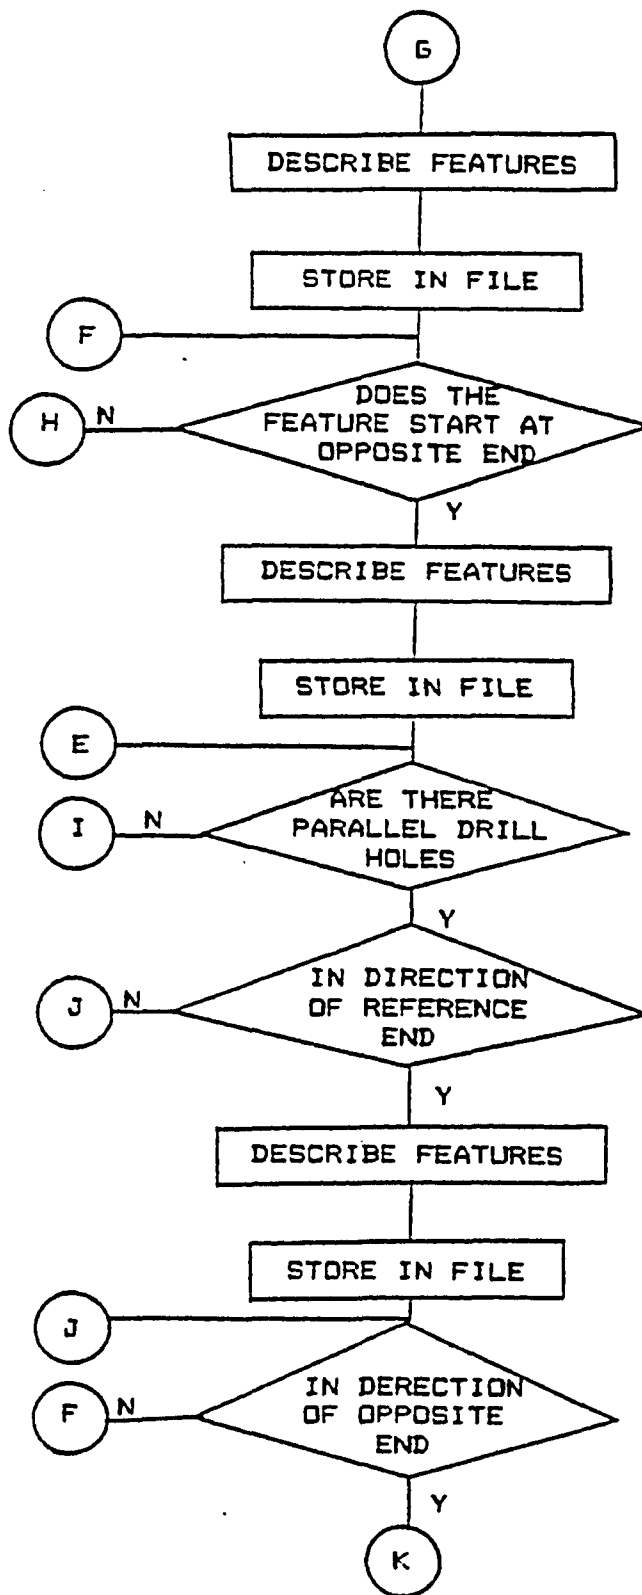 G
DESCRIBE FEATURES
STORE IN FILE
F
DOES THE
FEATURE START AT
OPPOSITE END
H N
Y
DESCRIBE FEATURES
STORE IN FILE
E
ARE THERE
PARALLEL DRILL
HOLES
I N
Y
IN DIRECTION
OF REFERENCE
END
J N
Y
DESCRIBE FEATURES
STORE IN FILE
J
IN DERECTION
OF OPPOSITE
END
F N
Y
K